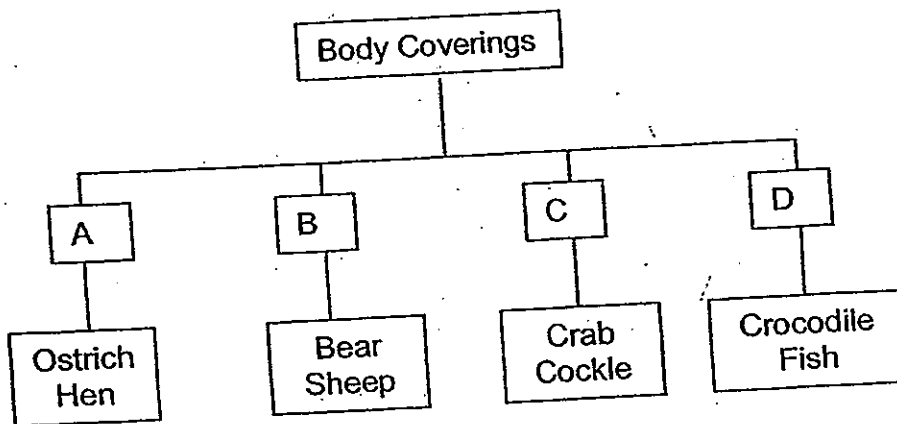 Body Coverings
A
B
C
D
Ostrich
Hen
Bear
Sheep
Crab
Cockle
Crocodile
Fish